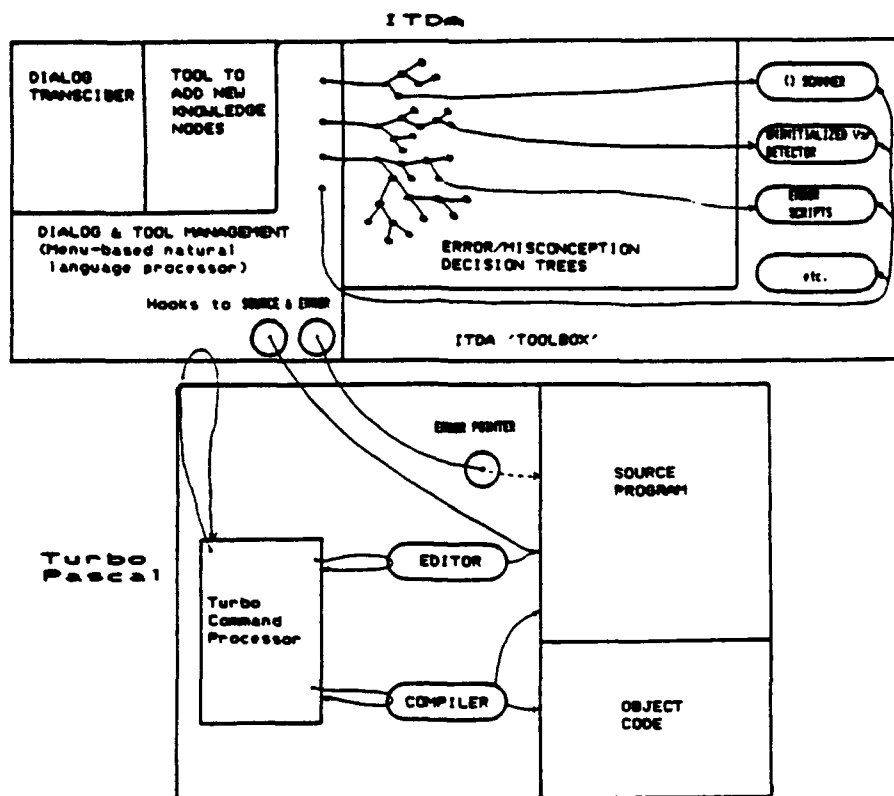 ITDA
DIALOG
TRANSCIBER
TOOL TO
ADD NEW
KNOWLEDGE
NODES
() SCANNER
UNINITIALIZED Var
DETECTOR
ERROR
SCRIPTS
etc.
DIALOG & TOOL MANAGEMENT
(Menu-based natural
language processor)
ERROR/MISCONCEPTION
DECISION TREES
Hooks to SOURCE & ERROR
ITDA 'TOOLBOX'
ERROR POINTER
SOURCE
PROGRAM
Turbo
Pascal
EDITOR
Turbo
Command
Processor
COMPILER
OBJECT
CODE